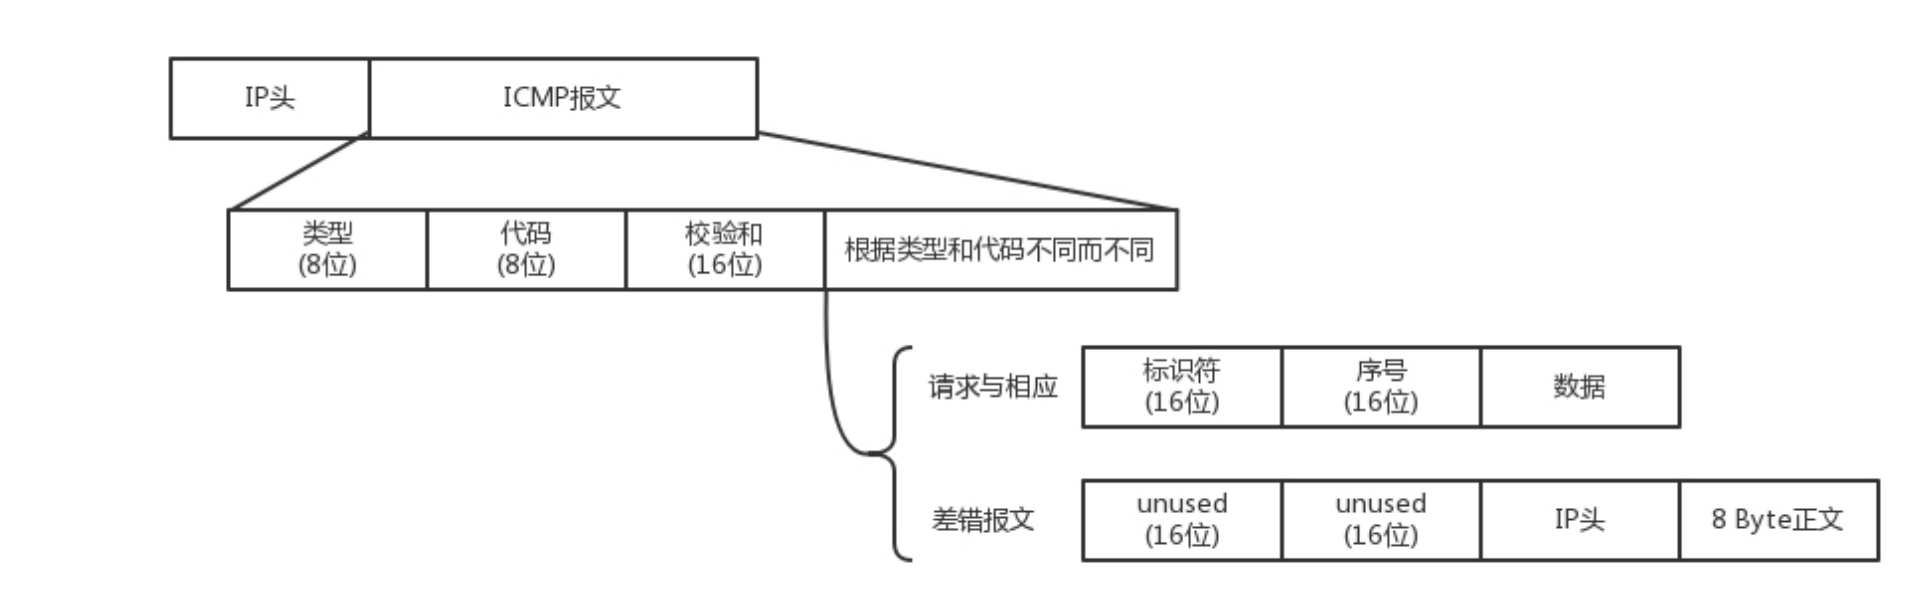 IP头
ICMP报文
类型
(8位)
代码
(8位)
校验和
(16位)
根据类型和代码不同而不同
请求与相应
标识符
(16位)
序号
(16位)
数据
差错报文
unused
(16位)
unused
(16位)
IP头
8 Byte正文